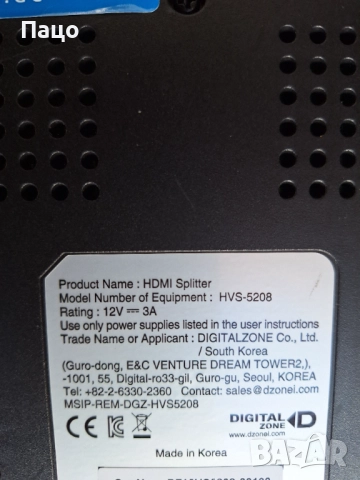 Пацо
Product Name : HDMI Splitter
Model Number of Equipment : HVS-5208
Rating : 12V 3A
Use only power supplies listed in the user instructions
Trade Name or Applicant : DIGITALZONE Co., Ltd.
/ South Korea
(Guro-dong, E&C VENTURE DREAM TOWER2,),
-1001, 55, Digital-ro33-gil, Guro-gu, Seoul, KOREA
Tel: +82-2-6330-2360 Contact: sales@dzonei.com
MSIP-REM-DGZ-HVS5208
DIGITAL
ZONE
www.dzonei.com
Made in Korea
BAZAR